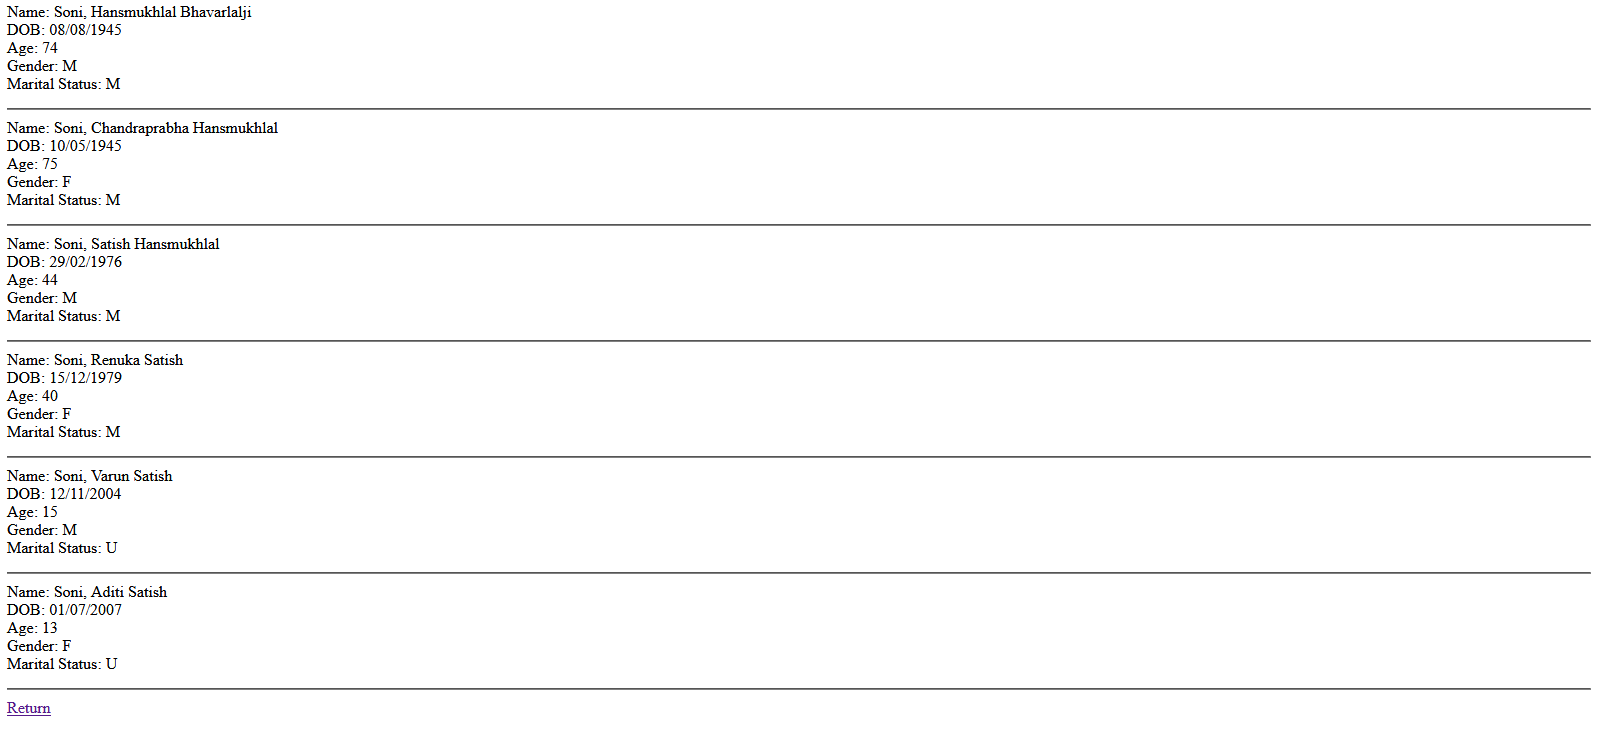 Name: Soni, Hansmukhlal Bhavarlalji
DOB: 08/08/1945
Age: 74
Gender: M
Marital Status: M
Name: Soni, Chandraprabha Hansmukhlal
DOB: 10/05/1945
Age: 75
Gender: F
Marital Status: M
Name: Soni, Satish Hansmukhlal
DOB: 29/02/1976
Age: 44
Gender: M
Marital Status: M
Name: Soni, Renuka Satish
DOB: 15/12/1979
Age: 40
Gender: F
Marital Status: M
Name: Soni, Varun Satish
DOB: 12/11/2004
Age: 15
Gender: M
Marital Status: U
Name: Soni, Aditi Satish
DOB: 01/07/2007
Age: 13
Gender: F
Marital Status: U
Return